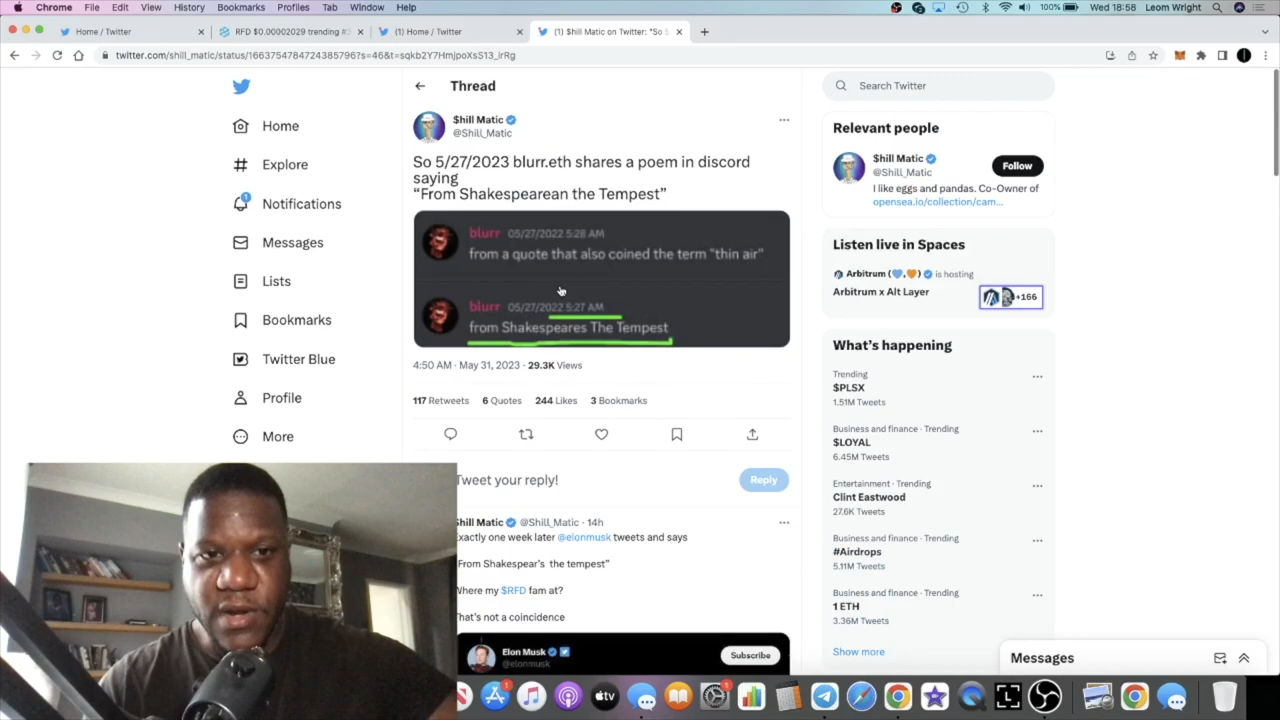 Chrome File Edit View History Bookmarks Profiles Tab Window Help
100% Wed 18:58 Leom Wright
Home / Twitter
RFD $0.00002029 trending #
(1) Home / Twitter
(1) $hill Matic on Twitter: "So 5
twitter.com/shill_matic/status/1663754784724385796?s=46&t=sqkb2Y7HmjpoXsS13_lrRg
Home
Explore
1
Notifications
Messages
Lists
Bookmarks
Twitter Blue
Profile
More
Thread
$hill Matic
@Shill_Matic
So 5/27/2023 blurr.eth shares a poem in discord
saying
“From Shakespearean the Tempest”
blurr 05/27/2022 5:28 AM
from a quote that also coined the term "thin air"
blurr 05/27/2022 5:27 AM
from Shakespeares The Tempest
4:50 AM · May 31, 2023 · 29.3K Views
117 Retweets 6 Quotes 244 Likes 3 Bookmarks
Tweet your reply!
Reply
$hill Matic @Shill_Matic · 14h
Exactly one week later @elonmusk tweets and says
“From Shakespear’s the tempest”
Where my $RFD fam at?
That’s not a coincidence
Elon Musk
@elonmusk
Subscribe
Search Twitter
Relevant people
$hill Matic
@Shill_Matic
Follow
I like eggs and pandas. Co-Owner of
opensea.io/collection/cam…
Listen live in Spaces
Arbitrum is hosting
Arbitrum x Alt Layer
+166
What’s happening
Trending
$PLSX
1.51M Tweets
Business and finance · Trending
$LOYAL
6.45M Tweets
Entertainment · Trending
Clint Eastwood
27.6K Tweets
Business and finance · Trending
#Airdrops
5.11M Tweets
Business and finance · Trending
1 ETH
3.36M Tweets
Show more
Messages
1
tv
1